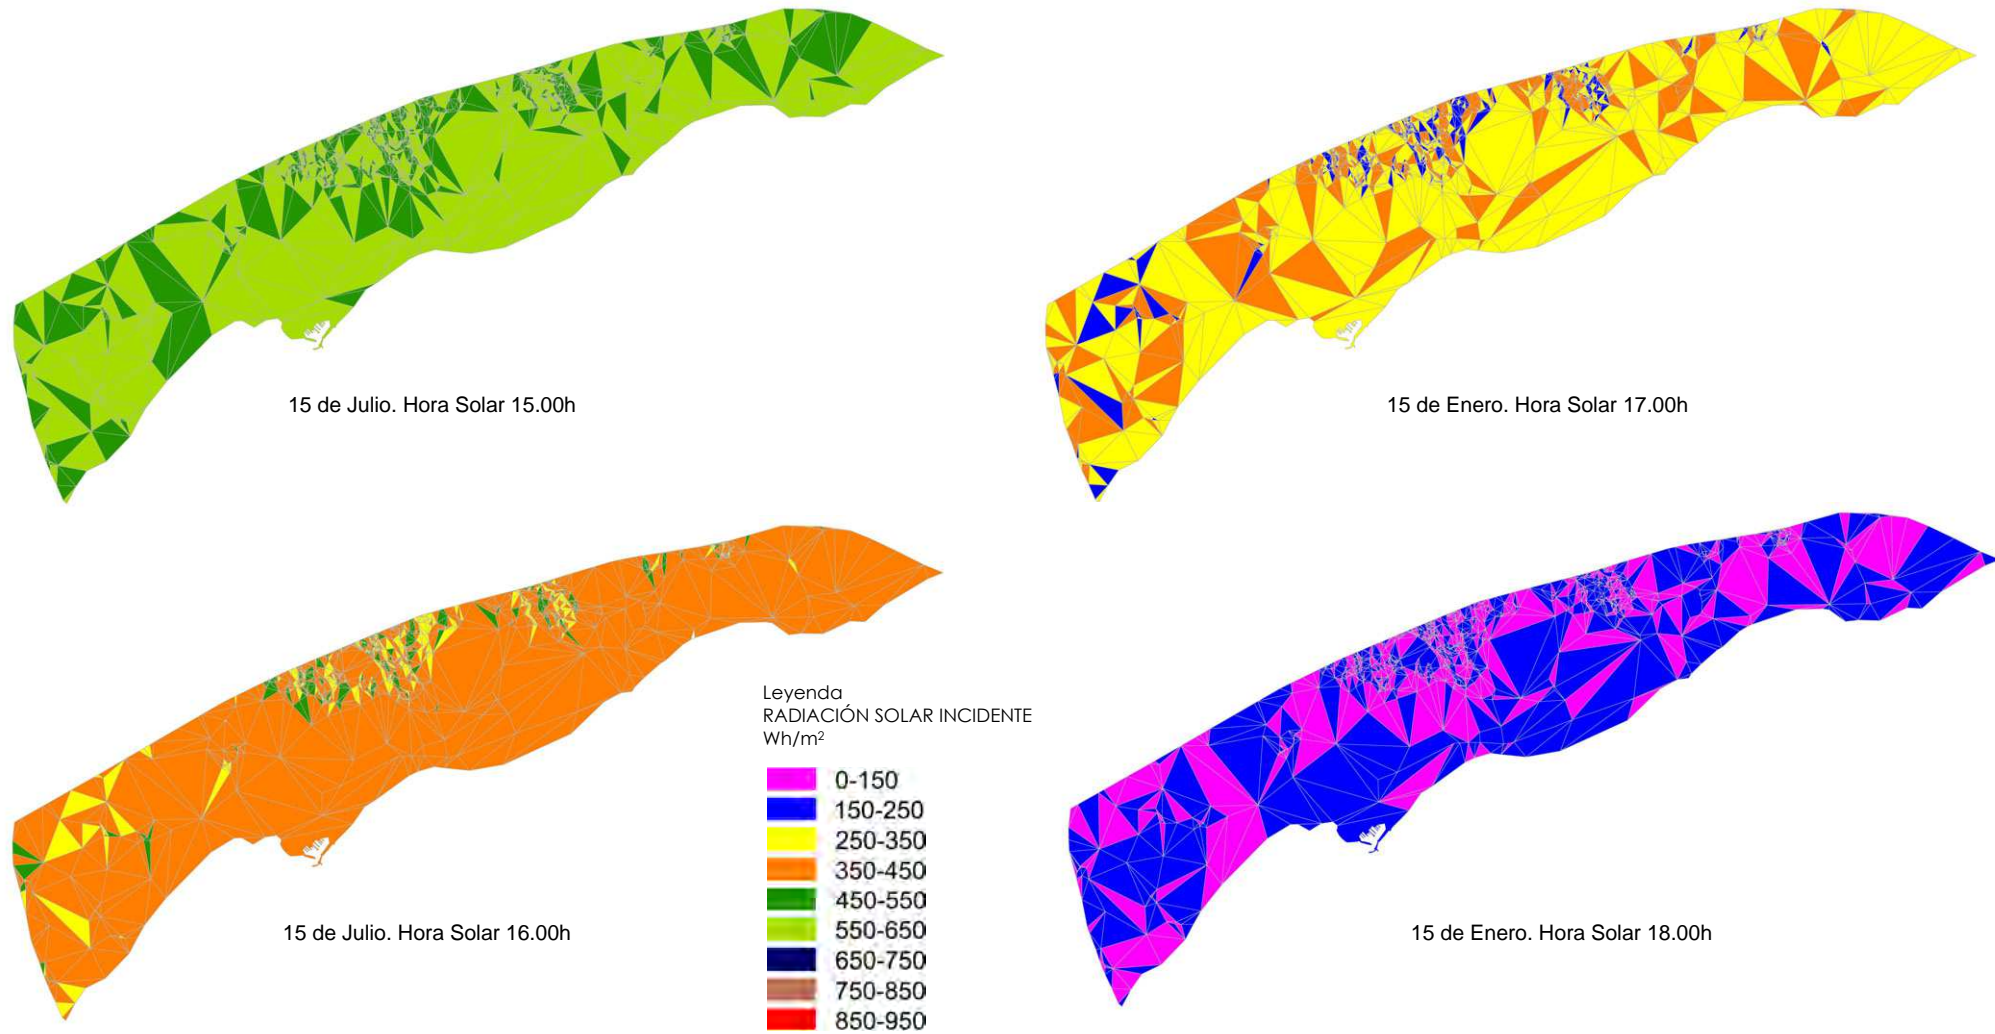 15 de Julio. Hora Solar 15.00h
15 de Enero. Hora Solar 17.00h
15 de Julio. Hora Solar 16.00h
15 de Enero. Hora Solar 18.00h
Leyenda
RADIACIÓN SOLAR INCIDENTE
Wh/m²
0-150
150-250
250-350
350-450
450-550
550-650
650-750
750-850
850-950